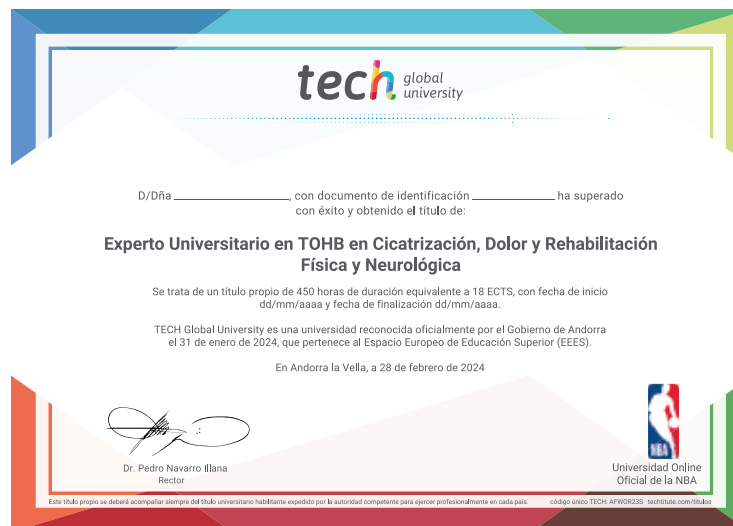 tech global university
D/Dña ______________, con documento de identificación ______________ ha superado
con éxito y obtenido el título de:
Experto Universitario en TOHB en Cicatrización, Dolor y Rehabilitación
Física y Neurológica
Se trata de un título propio de 450 horas de duración equivalente a 18 ECTS, con fecha de inicio
dd/mm/aaaa y fecha de finalización dd/mm/aaaa.
TECH Global University es una universidad reconocida oficialmente por el Gobierno de Andorra
el 31 de enero de 2024, que pertenece al Espacio Europeo de Educación Superior (EEES).
En Andorra la Vella, a 28 de febrero de 2024
NBA
Dr. Pedro Navarro Illana
Rector
Universidad Online
Oficial de la NBA
Este título propio se deberá acompañar siempre del título universitario habilitante expedido por la autoridad competente para ejercer profesionalmente en cada país. código único TECH: AFWOR23S techtitute.com/titulos